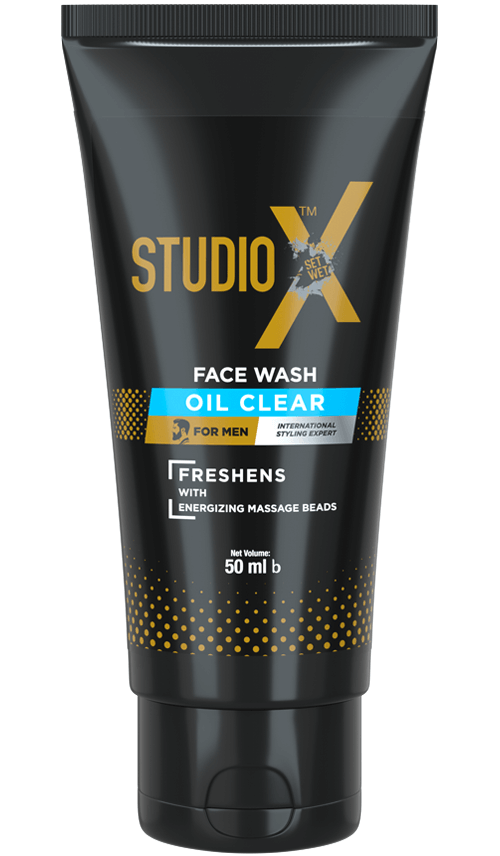 STUDIO X™
SET
WET
FACE WASH
OIL CLEAR
FOR MEN
INTERNATIONAL
STYLING EXPERT
FRESHENS
WITH
ENERGIZING MASSAGE BEADS
Net Volume:
50 ml b